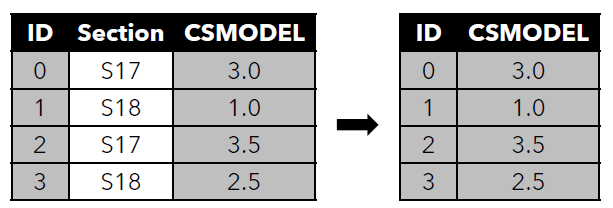 ID Section CSMODEL ID CSMODEL
0 S17 3.0 0 3.0
1 S18 1.0 1 1.0
2 S17 3.5 2 3.5
3 S18 2.5 3 2.5